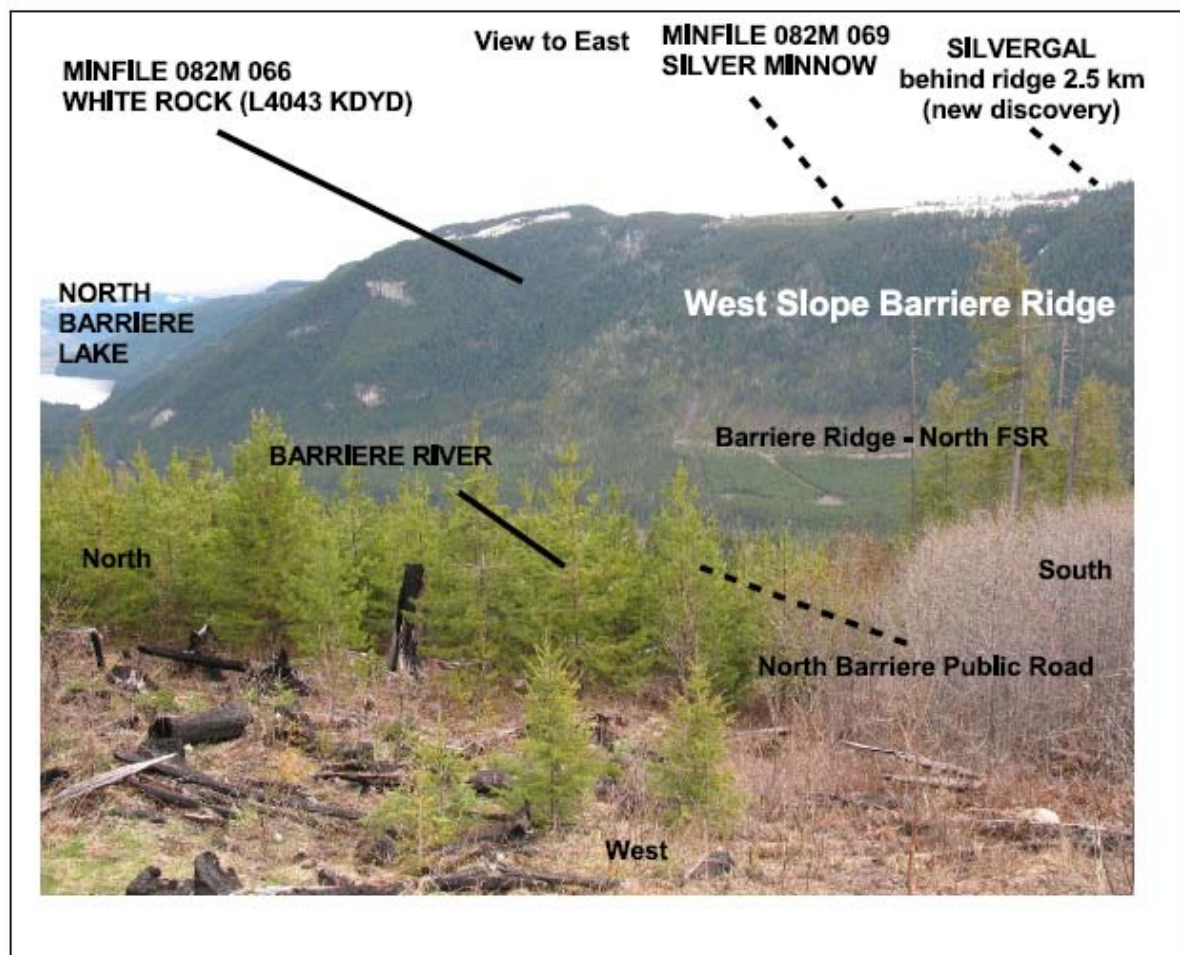 View to East
MINFILE 082M 066
WHITE ROCK (L4043 KDYD)
MINFILE 082M 069
SILVER MINNOW
SILVERGAL
behind ridge 2.5 km
(new discovery)
NORTH
BARRIERE
LAKE
West Slope Barriere Ridge
Barriere Ridge - North FSR
BARRIERE RIVER
North
South
North Barriere Public Road
West